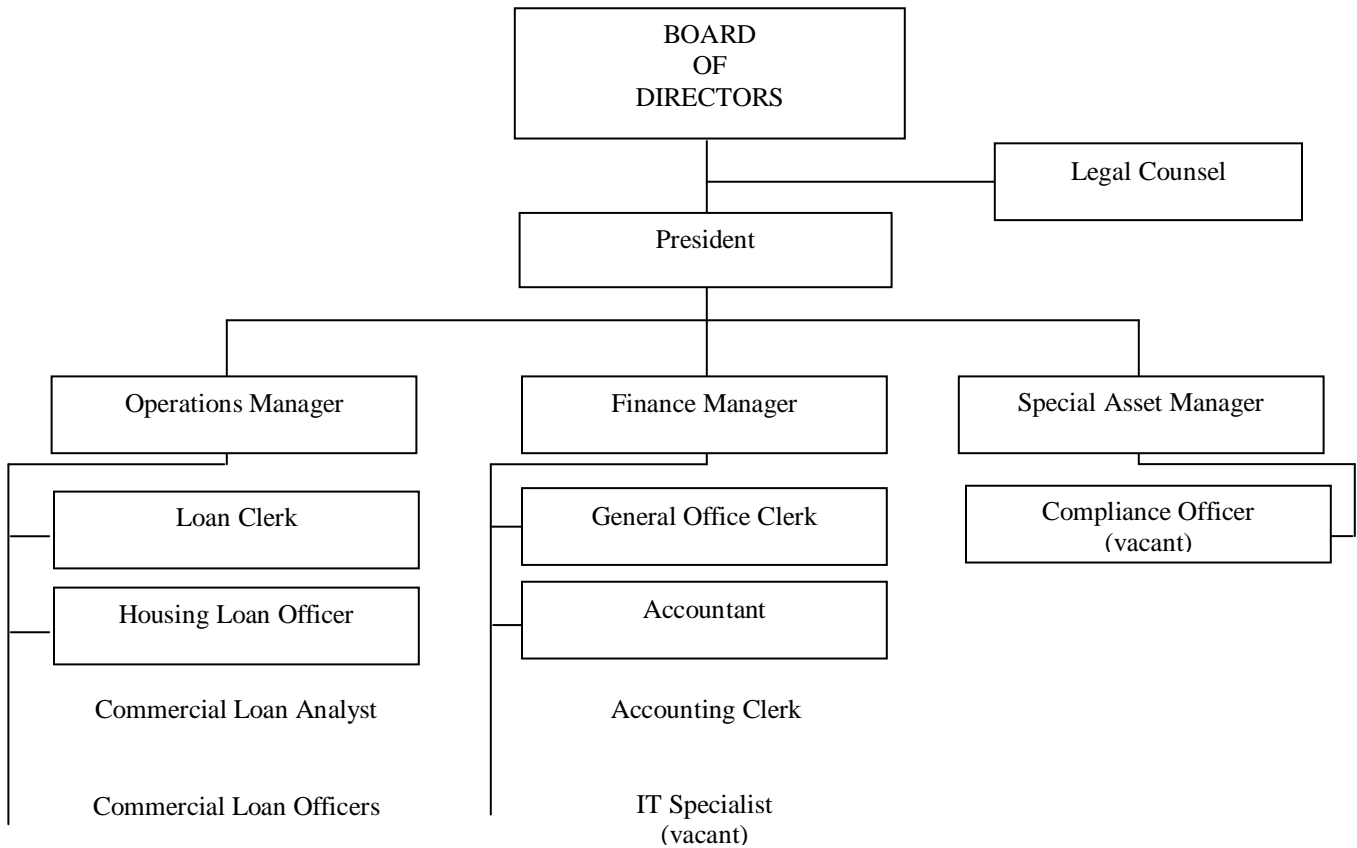 BOARD
OF
DIRECTORS
Legal Counsel
President
Operations Manager
Finance Manager
Special Asset Manager
Loan Clerk
General Office Clerk
Compliance Officer
(vacant)
Housing Loan Officer
Accountant
Commercial Loan Analyst
Accounting Clerk
Commercial Loan Officers
IT Specialist
(vacant)